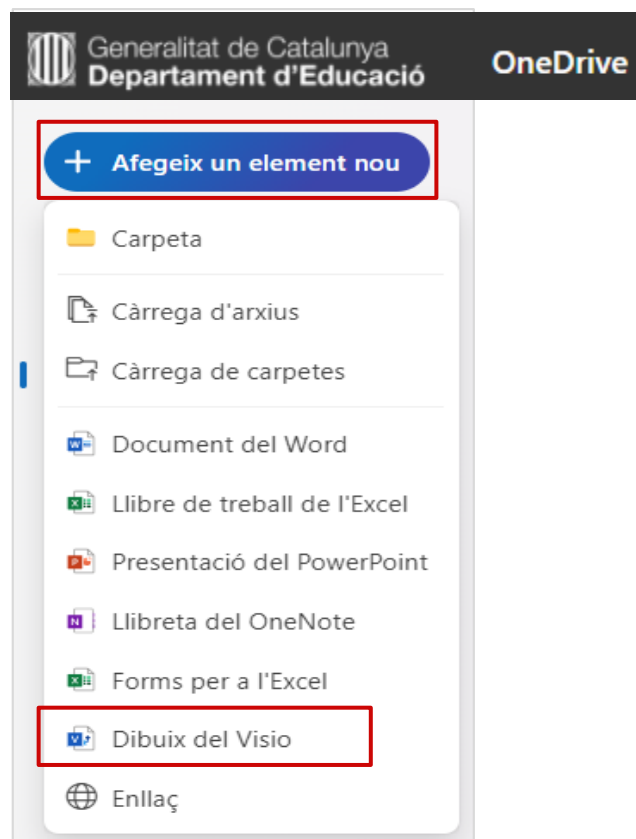 Generalitat de Catalunya
Departament d'Educació
OneDrive
+ Afegeix un element nou
Carpeta
Càrrega d'arxius
Càrrega de carpetes
Document del Word
Llibre de treball de l'Excel
Presentació del PowerPoint
Llibreta del OneNote
Forms per a l'Excel
Dibuix del Visio
Enllaç